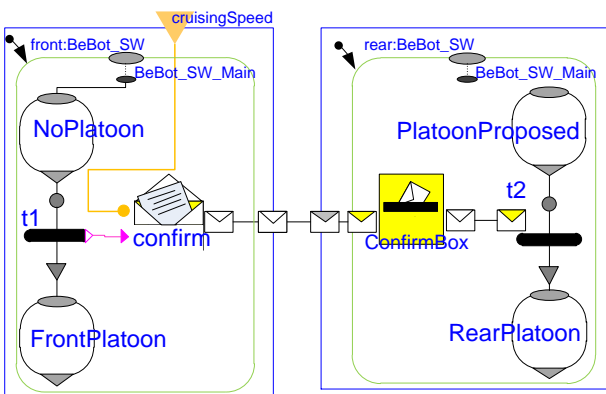 cruisingSpeed
front:BeBot_SW
BeBot_SW_Main
NoPlatoon
t1
confirm
FrontPlatoon
rear:BeBot_SW
BeBot_SW_Main
PlatoonProposed
t2
ConfirmBox
RearPlatoon